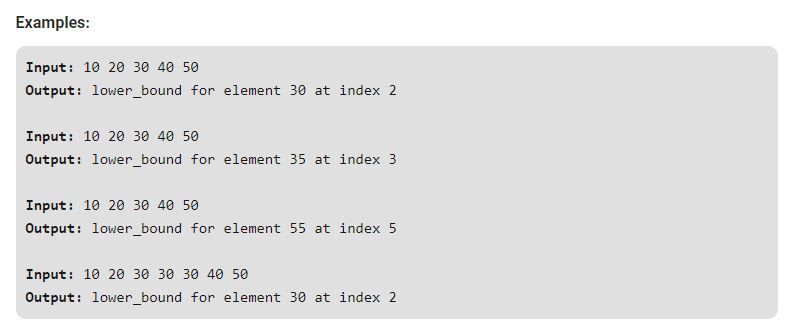 Examples:
Input: 10 20 30 40 50
Output: lower_bound for element 30 at index 2
Input: 10 20 30 40 50
Output: lower_bound for element 35 at index 3
Input: 10 20 30 40 50
Output: lower_bound for element 55 at index 5
Input: 10 20 30 30 30 40 50
Output: lower_bound for element 30 at index 2